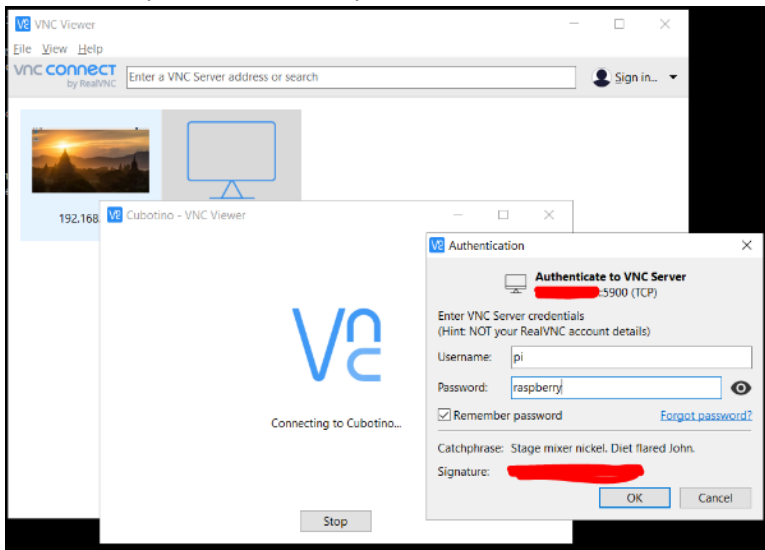 VNC Viewer
File View Help
VNC CONNECT
by RealVNC
Enter a VNC Server address or search
Sign in...
192.168
Cubotino - VNC Viewer
Connecting to Cubotino...
Stop
Authentication
Authenticate to VNC Server
:5900 (TCP)
Enter VNC Server credentials
(Hint: NOT your RealVNC account details)
Username: pi
Password: raspberry
Remember password Forgot password?
Catchphrase: Stage mixer nickel. Diet flared John.
Signature:
OK Cancel